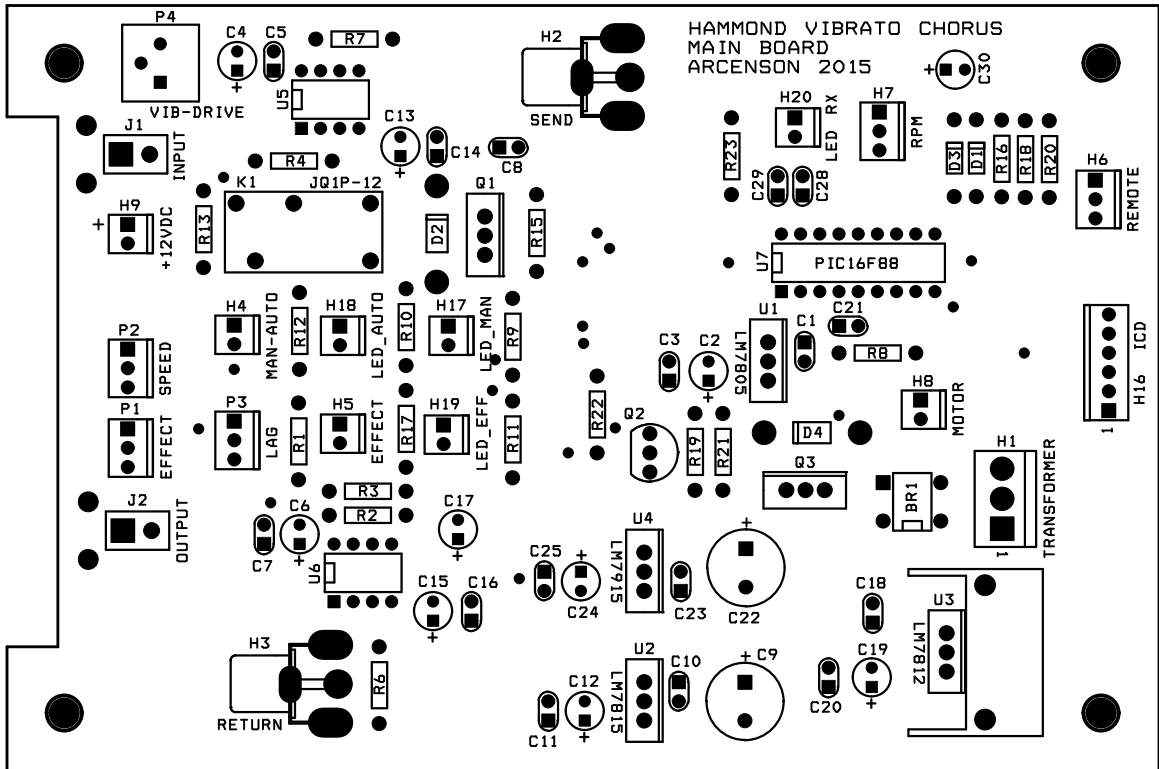 HAMMOND VIBRATO CHORUS
MAIN BOARD
ARCENSON 2015
P4
VIB-DRIVE
C4
+
C5
R7
U5
H2
SEND
C30
+
H20
LED RX
H7
RPM
J1
INPUT
C13
+
C14
C8
R4
R23
C29
C28
D3
D1
R16
R18
R20
H6
REMOTE
H9
+
+12VDC
R13
K1
JQ1P-12
D2
Q1
R15
U7
PIC16F88
H4
MAN-AUTO
R12
H18
LED_AUTO
R10
H17
LED_MAN
R9
P2
SPEED
C3
C2
+
U1
LM7805
C1
C21
R8
H16
ICD
1
H8
MOTOR
P1
EFFECT
P3
LAG
R1
H5
EFFECT
R17
H19
LED_EFF
R11
R22
Q2
R19
R21
D4
Q3
BR1
H1
TRANSFORMER
1
J2
OUTPUT
R3
R2
C7
C6
+
C17
+
U6
C15
+
C16
C25
C24
+
U4
LM7915
C23
C22
+
C18
U3
LM7812
H3
RETURN
R6
C11
C12
+
U2
LM7815
C10
C9
+
C20
C19
+